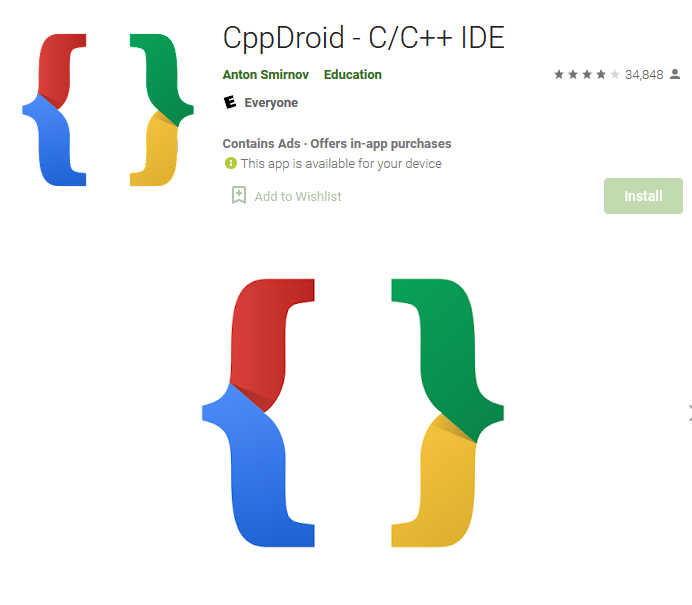 CppDroid - C/C++ IDE
Anton Smirnov Education 34,848
E Everyone
Contains Ads · Offers in-app purchases
This app is available for your device
Add to Wishlist Install